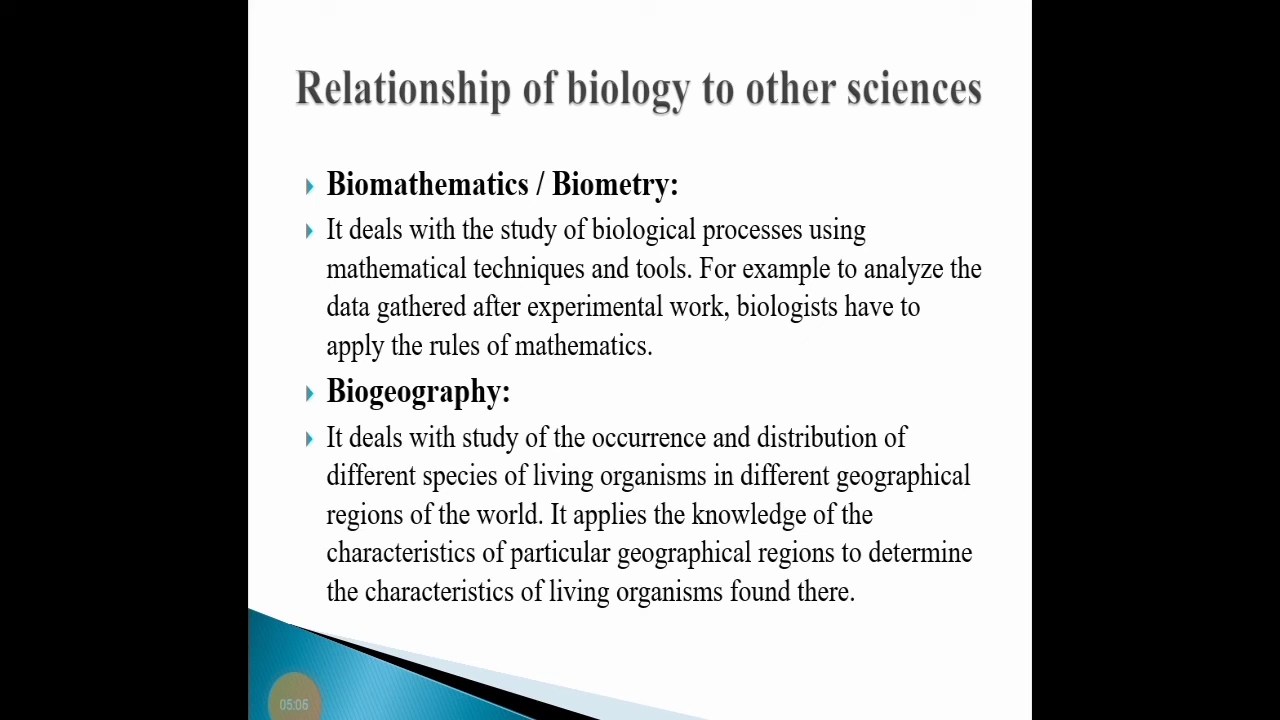 Relationship of biology to other sciences
Biomathematics / Biometry:
It deals with the study of biological processes using
mathematical techniques and tools. For example to analyze the
data gathered after experimental work, biologists have to
apply the rules of mathematics.
Biogeography:
It deals with study of the occurrence and distribution of
different species of living organisms in different geographical
regions of the world. It applies the knowledge of the
characteristics of particular geographical regions to determine
the characteristics of living organisms found there.
05:06